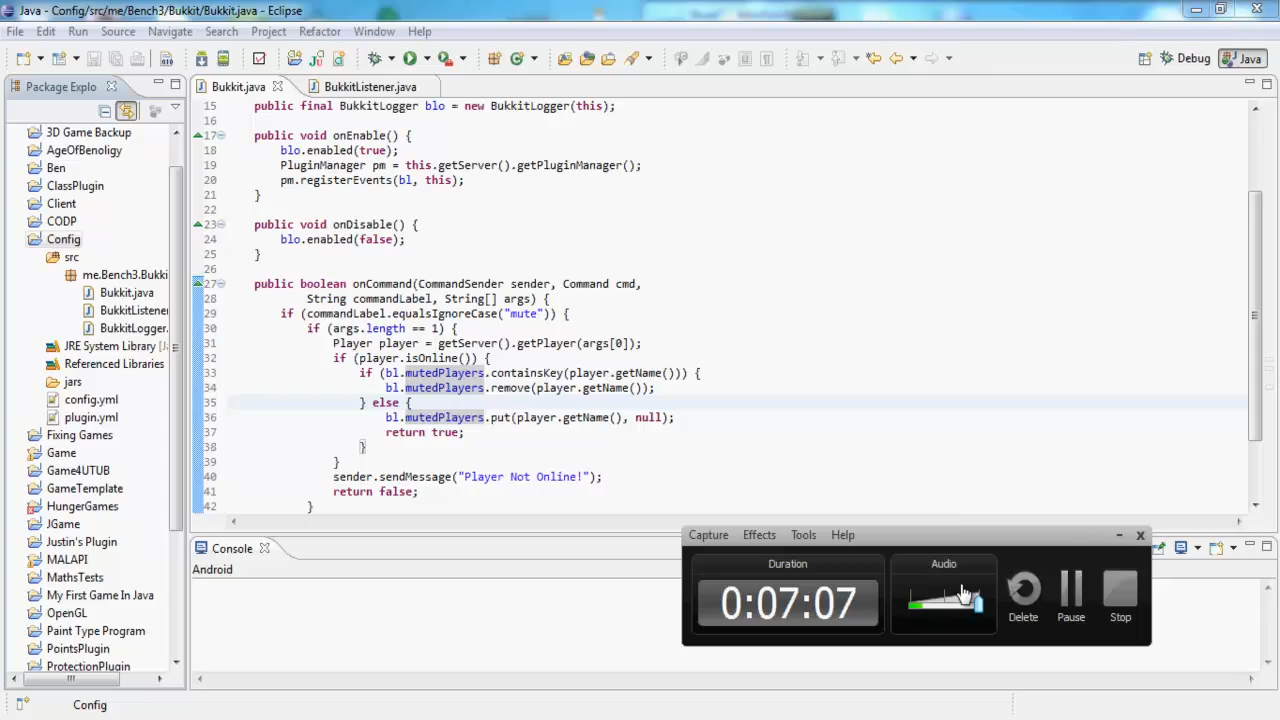 Java - Config/src/me/Bench3/Bukkit/Bukkit.java - Eclipse
File Edit Run Source Navigate Search Project Refactor Window Help
Debug Java
Package Explo
Bukkit.java BukkitListener.java
3D Game Backup
AgeOfBenoligy
Ben
ClassPlugin
Client
CODP
Config
src
me.Bench3.Bukki
Bukkit.java
BukkitListene
BukkitLogger.
JRE System Library [J
Referenced Libraries
jars
config.yml
plugin.yml
Fixing Games
Game
Game4UTUB
GameTemplate
HungerGames
JGame
Justin's Plugin
MALAPI
MathsTests
My First Game In Java
OpenGL
Paint Type Program
PointsPlugin
ProtectionPlugin
15 public final BukkitLogger blo = new BukkitLogger(this);
16
17 public void onEnable() {
18 blo.enabled(true);
19 PluginManager pm = this.getServer().getPluginManager();
20 pm.registerEvents(bl, this);
21 }
22
23 public void onDisable() {
24 blo.enabled(false);
25 }
26
27 public boolean onCommand(CommandSender sender, Command cmd,
28 String commandLabel, String[] args) {
29 if (commandLabel.equalsIgnoreCase("mute")) {
30 if (args.length == 1) {
31 Player player = getServer().getPlayer(args[0]);
32 if (player.isOnline()) {
33 if (bl.mutedPlayers.containsKey(player.getName())) {
34 bl.mutedPlayers.remove(player.getName());
35 } else {
36 bl.mutedPlayers.put(player.getName(), null);
37 return true;
38 }
39 }
40 sender.sendMessage("Player Not Online!");
41 return false;
42 }
Console
Android
Capture Effects Tools Help
Duration
0:07:07
Audio
Delete Pause Stop
Config